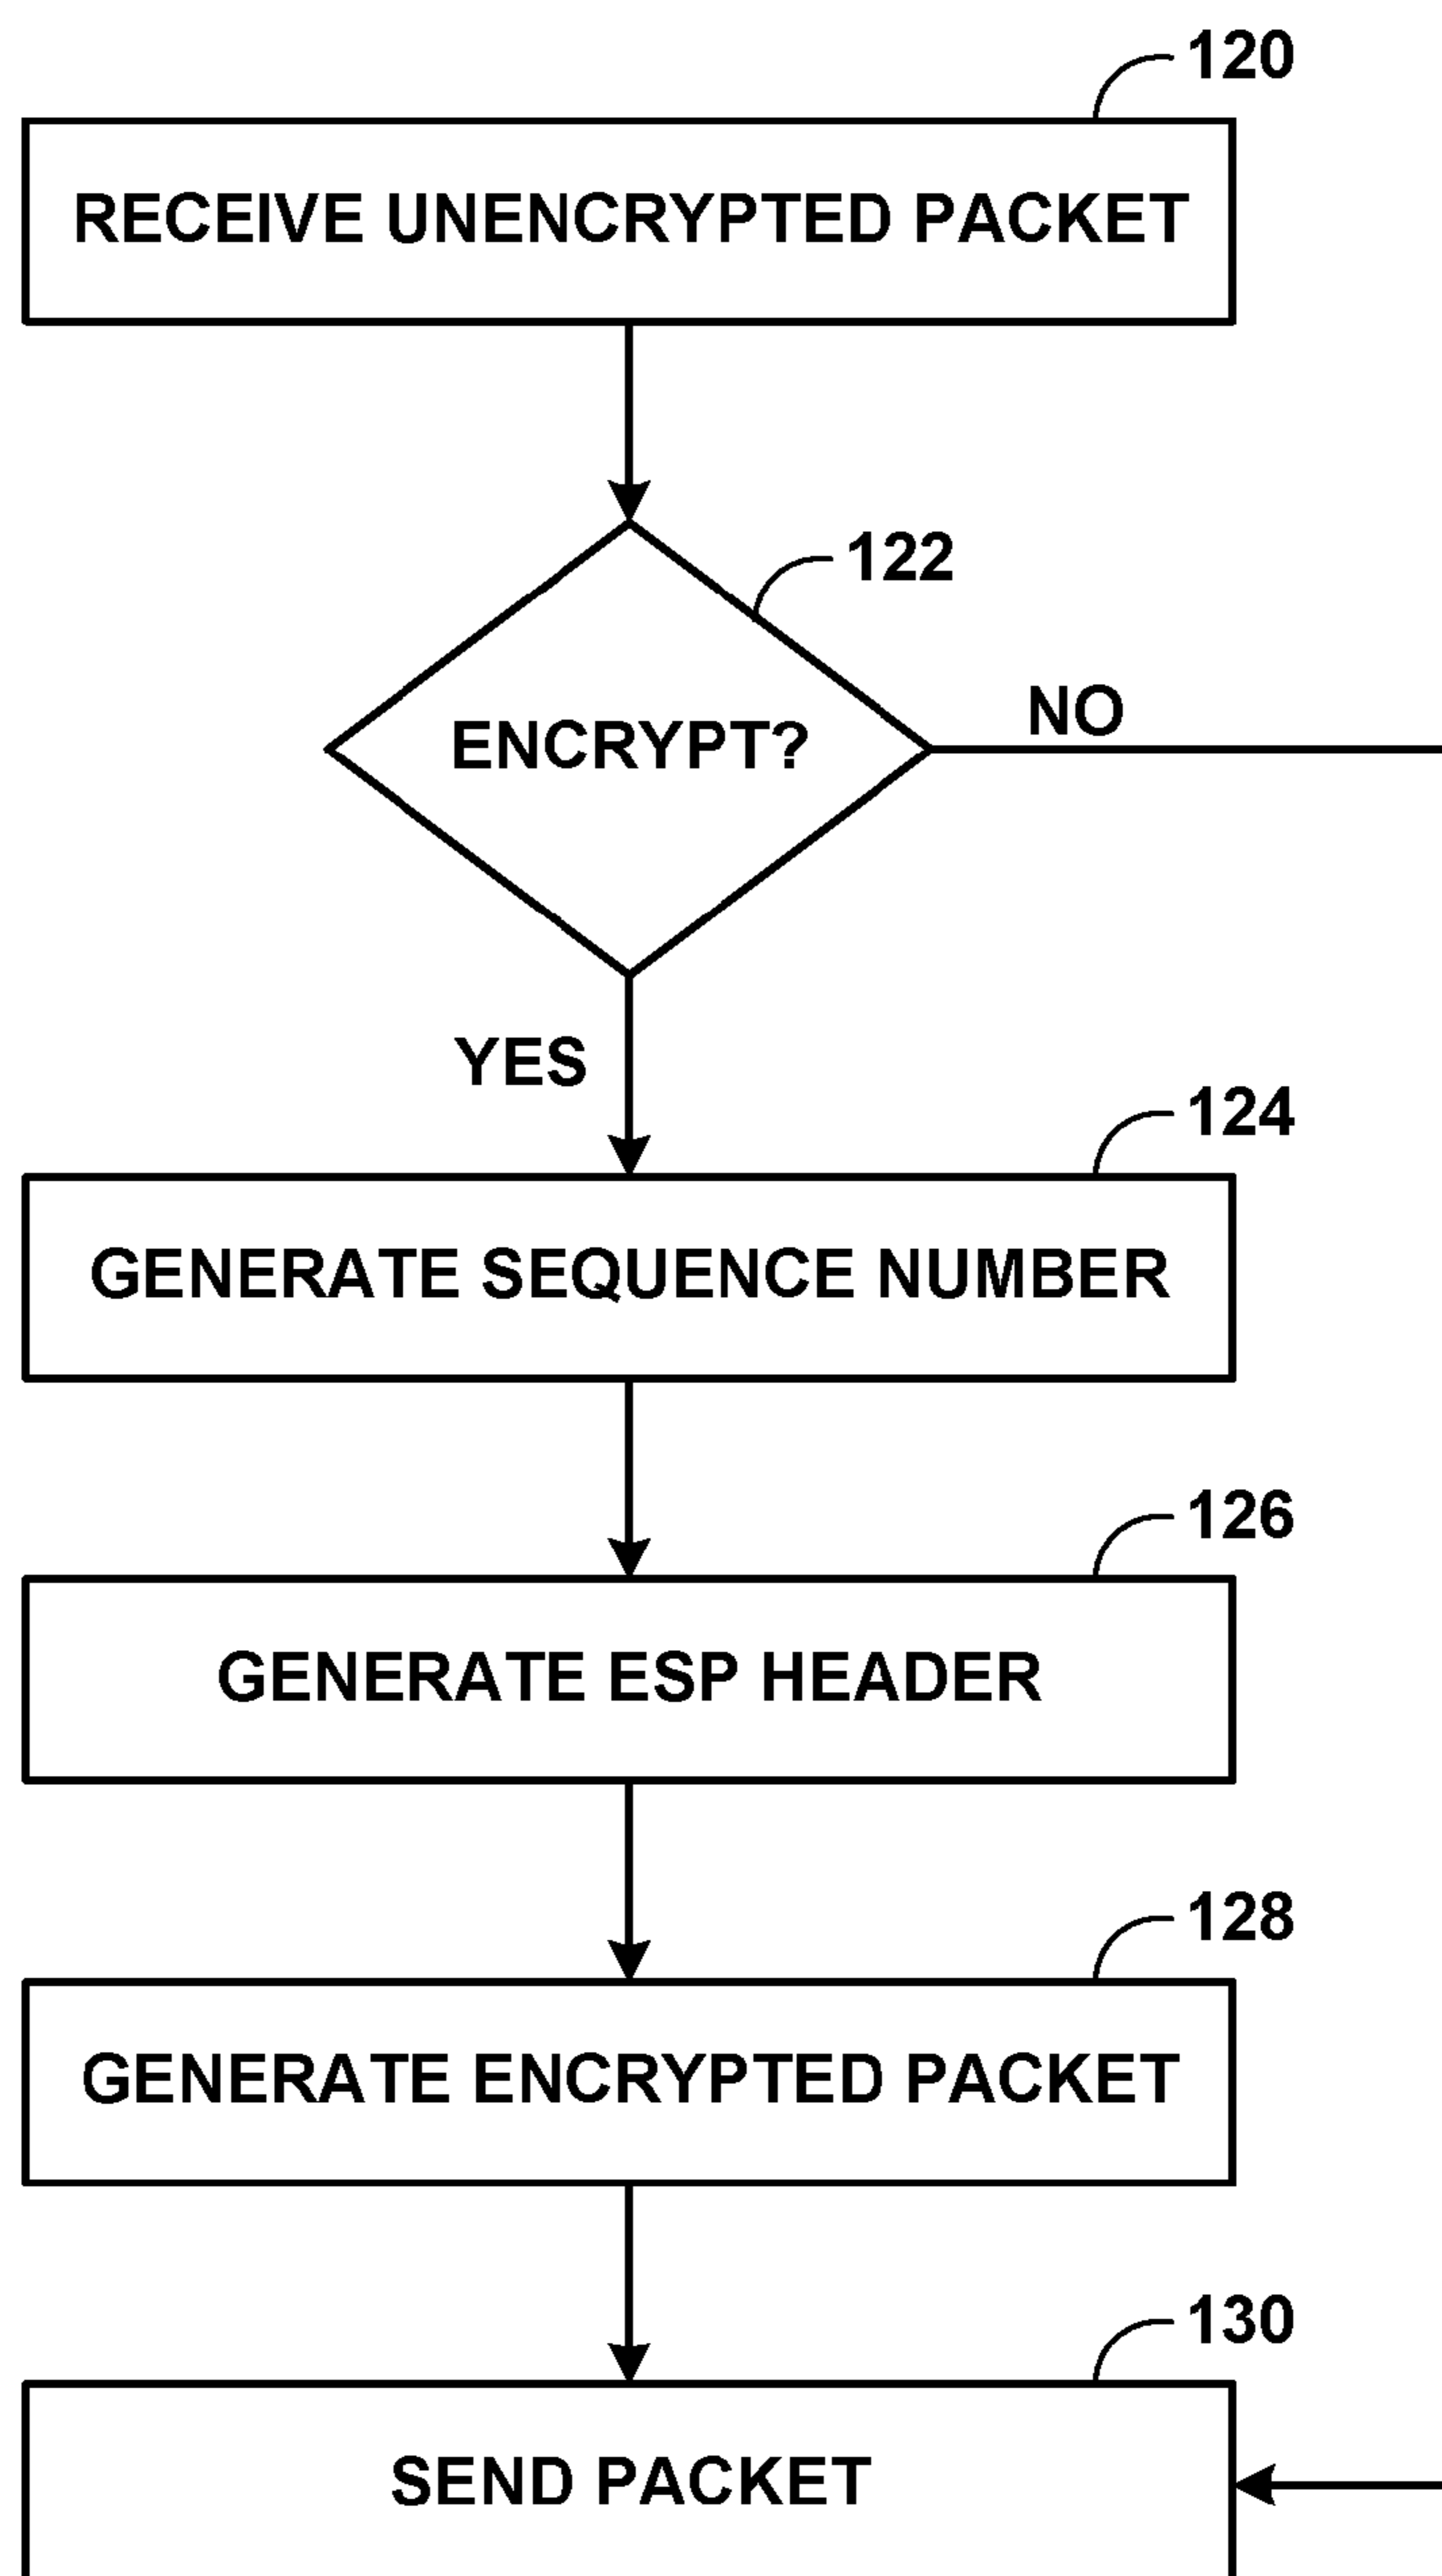 120
RECEIVE UNENCRYPTED PACKET
122
ENCRYPT?
NO
YES
124
GENERATE SEQUENCE NUMBER
126
GENERATE ESP HEADER
128
GENERATE ENCRYPTED PACKET
130
SEND PACKET